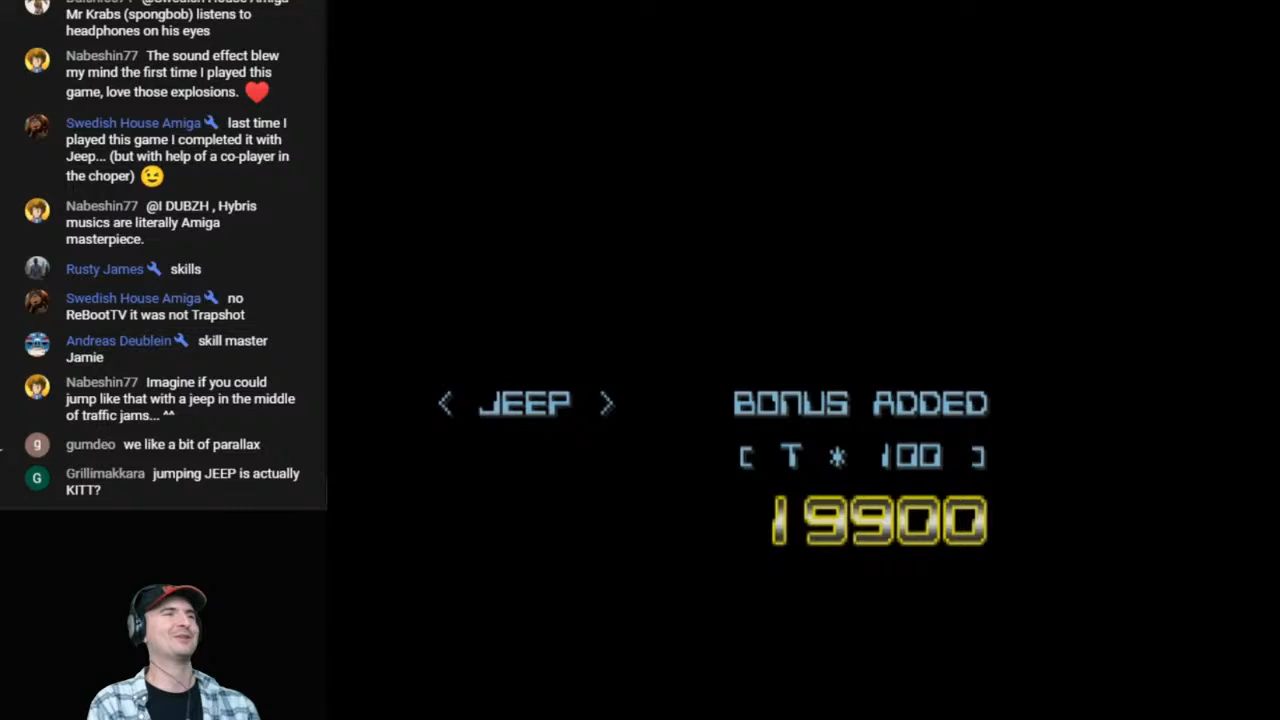 Mr Krabs (spongbob) listens to
headphones on his eyes
Nabeshin77 The sound effect blew
my mind the first time I played this
game, love those explosions. ❤️
Swedish House Amiga last time I
played this game I completed it with
Jeep... (but with help of a co-player in
the choper) 😉
Nabeshin77 @I DUBZH , Hybris
musics are literally Amiga
masterpiece.
Rusty James skills
Swedish House Amiga no
ReBootTV it was not Trapshot
Andreas Deublein skill master
Jamie
Nabeshin77 Imagine if you could
jump like that with a jeep in the middle
of traffic jams... ^^
g gumdeo we like a bit of parallax
G Grillimakkara jumping JEEP is actually
KITT?
< JEEP >
BONUS ADDED
[ T * 100 ]
19900